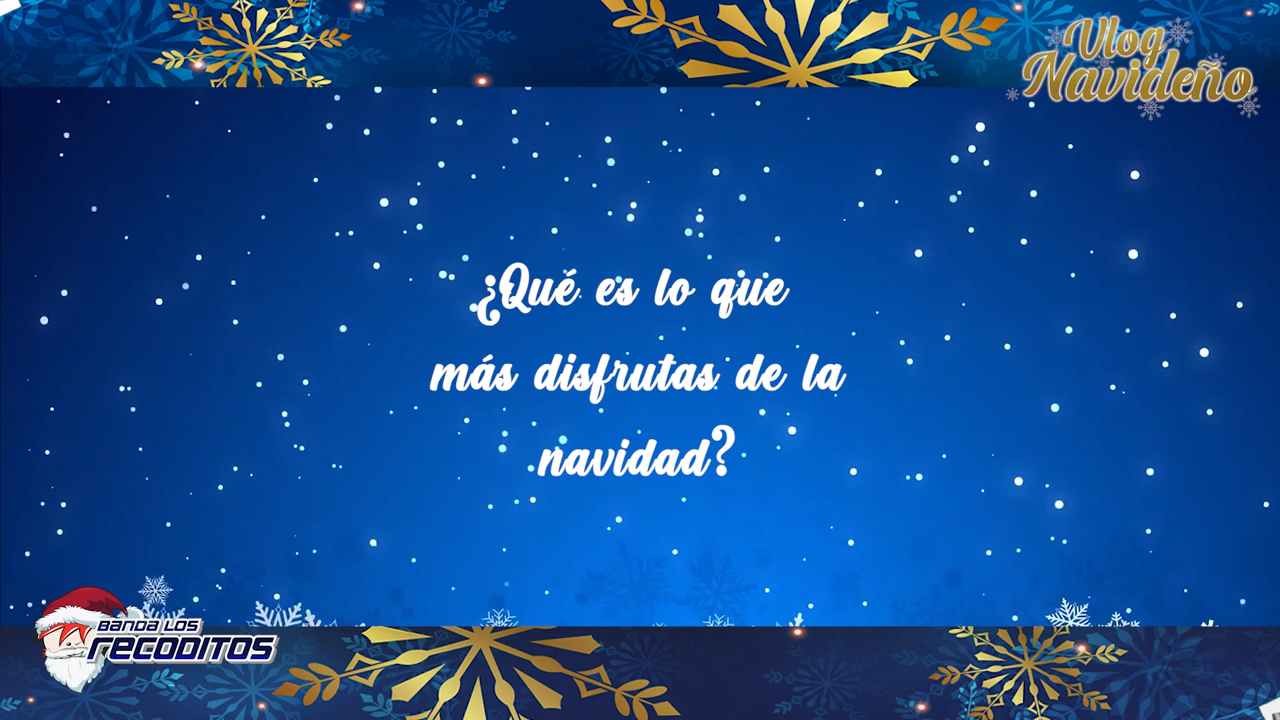 Vlog
Navideño
¿Qué es lo que
más disfrutas de la
navidad?
BANDA LOS
RECODITOS